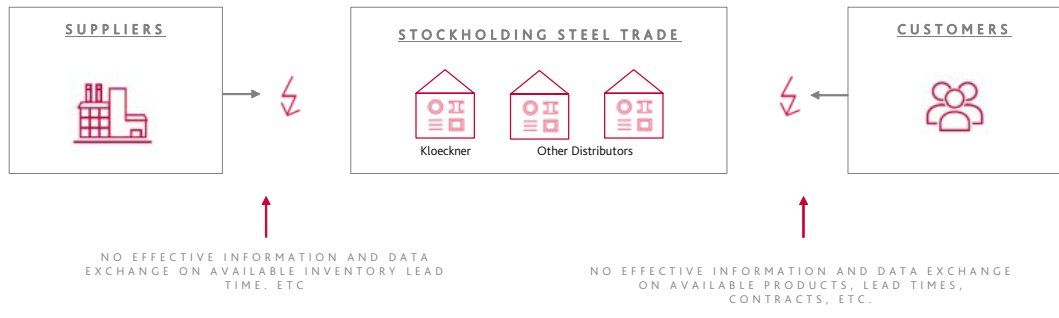 SUPPLIERS
STOCKHOLDING STEEL TRADE
CUSTOMERS
Kloeckner
Other Distributors
NO EFFECTIVE INFORMATION AND DATA
EXCHANGE ON AVAILABLE INVENTORY LEAD
TIME. ETC
NO EFFECTIVE INFORMATION AND DATA EXCHANGE
ON AVAILABLE PRODUCTS, LEAD TIMES,
CONTRACTS, ETC.